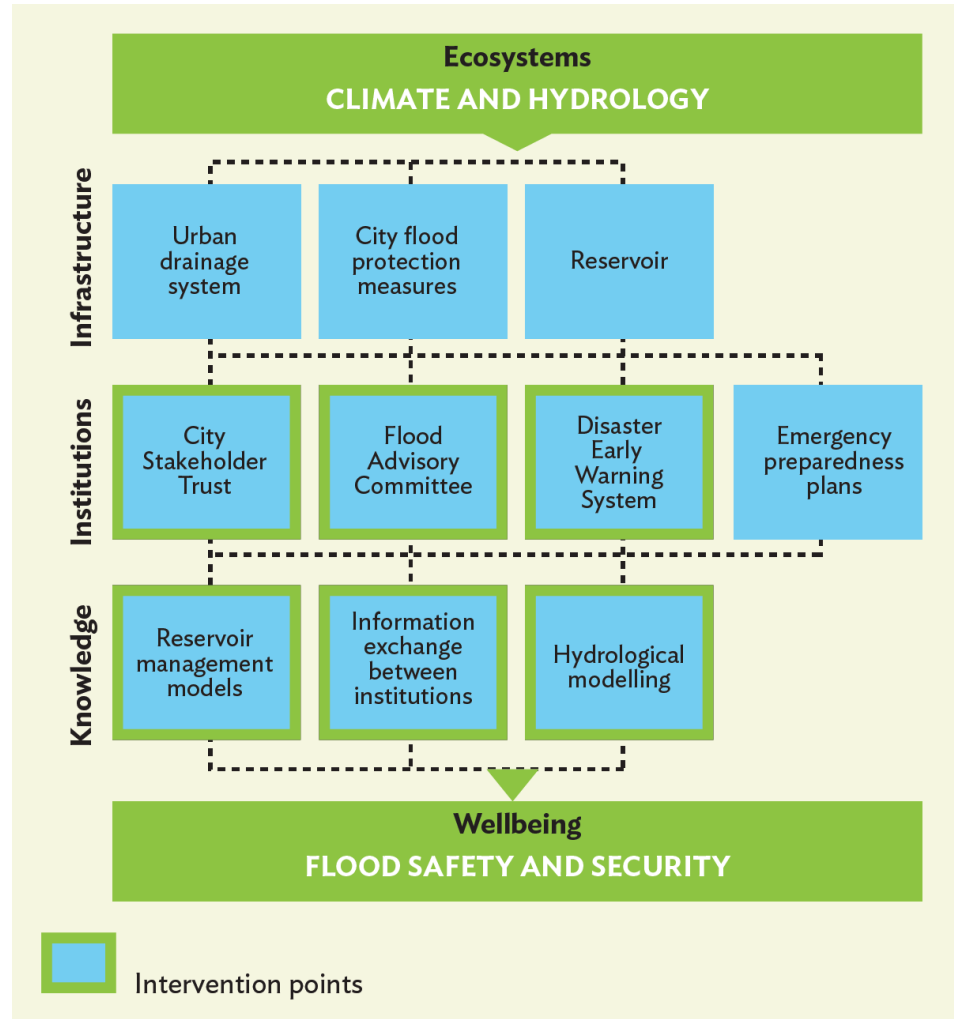 Ecosystems
CLIMATE AND HYDROLOGY
Infrastructure
Urban
drainage
system
City flood
protection
measures
Reservoir
Institutions
City
Stakeholder
Trust
Flood
Advisory
Committee
Disaster
Early
Warning
System
Emergency
preparedness
plans
Knowledge
Reservoir
management
models
Information
exchange
between
institutions
Hydrological
modelling
Wellbeing
FLOOD SAFETY AND SECURITY
Intervention points